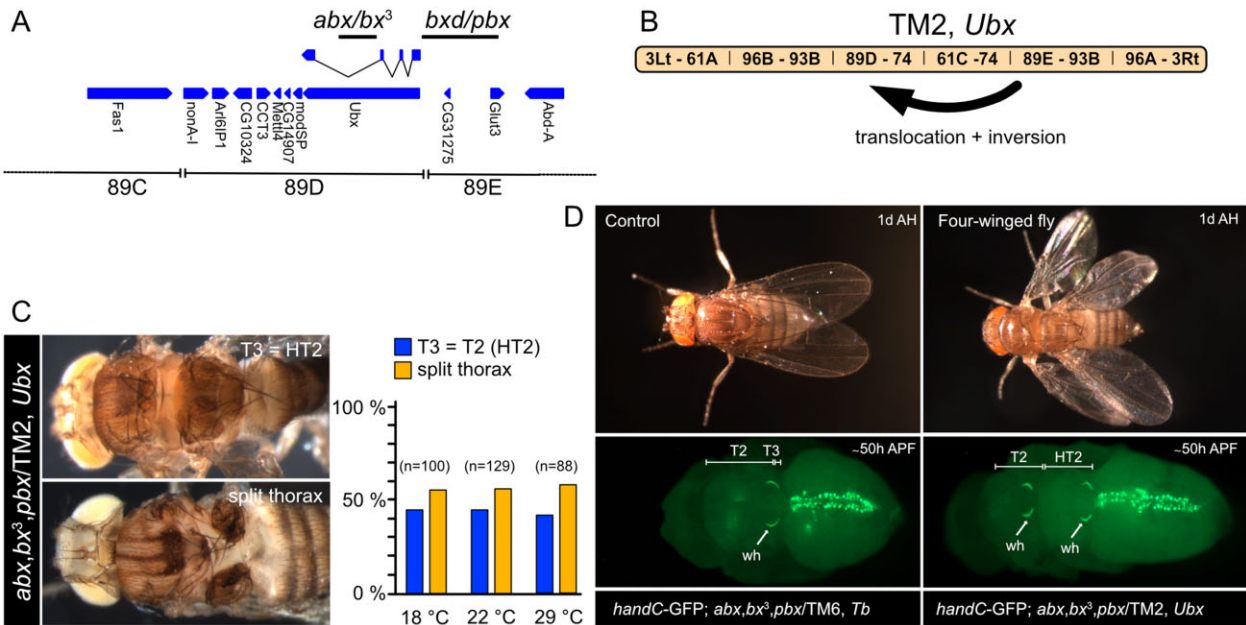 A
abx/bx³
bxd/pbx
Fas1
nonA-l
Arl6IP1
CG10324
CCT3
Mettl4
CG14907
modSP
Ubx
CG31275
Glut3
Abd-A
89C
89D
89E
B
TM2, Ubx
3Lt - 61A | 96B - 93B | 89D - 74 | 61C -74 | 89E - 93B | 96A - 3Rt
translocation + inversion
C
abx,bx³,pbx/TM2, Ubx
T3 = HT2
split thorax
T3 = T2 (HT2)
split thorax
100 %
50 %
0 %
(n=100)
(n=129)
(n=88)
18 °C
22 °C
29 °C
D
Control
1d AH
Four-winged fly
1d AH
T2
T3
~50h APF
wh
T2
HT2
~50h APF
wh
wh
handC-GFP; abx,bx³,pbx/TM6, Tb
handC-GFP; abx,bx³,pbx/TM2, Ubx